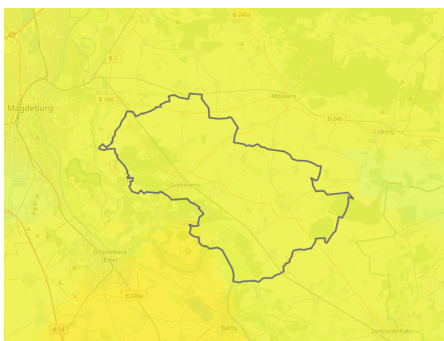 B 246a
B 1
Magdeburg
B 184
Möckern
B 246
Loburg
Gommern
Schönebeck
(Elbe)
B 246a
Barby
A 14
Zerbst/Anhalt